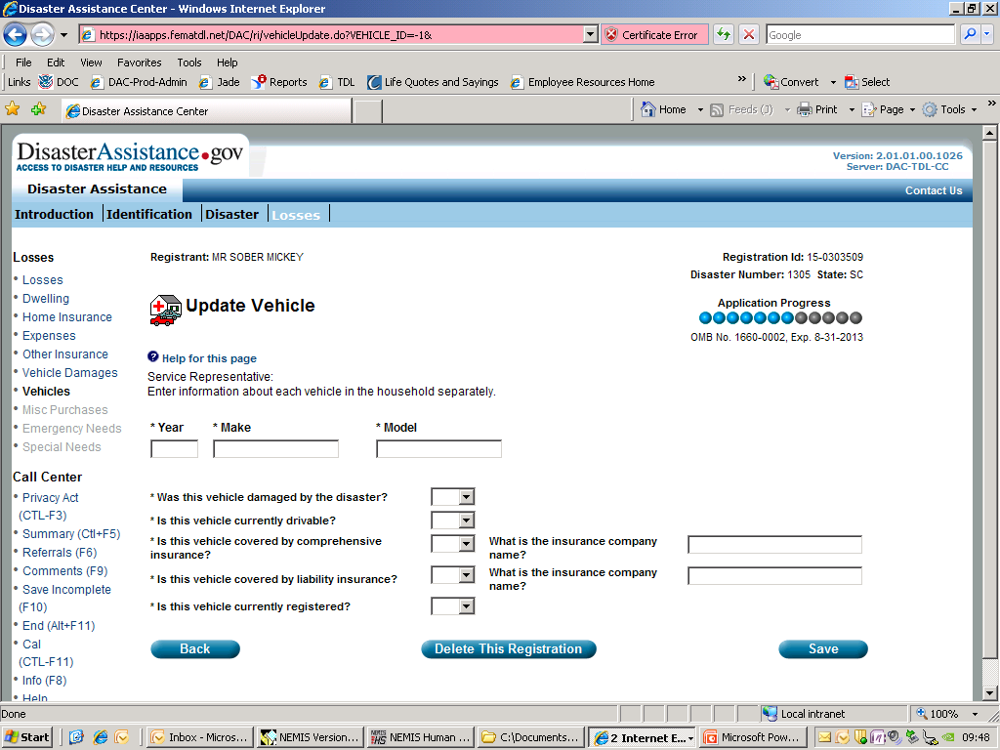 Disaster Assistance Center - Windows Internet Explorer
https://iaapps.fematdl.net/DAC/ri/vehicleUpdate.do?VEHICLE_ID=-1& Certificate Error Google
File Edit View Favorites Tools Help
Links DOC DAC-Prod-Admin Jade Reports TDL Life Quotes and Sayings Employee Resources Home » Convert Select
Disaster Assistance Center Home Feeds (J) Print Page Tools »
DisasterAssistance.gov
ACCESS TO DISASTER HELP AND RESOURCES
Version: 2.01.01.00.1026
Server: DAC-TDL-CC
Disaster Assistance Contact Us
Introduction Identification Disaster Losses
Losses
• Losses
• Dwelling
• Home Insurance
• Expenses
• Other Insurance
• Vehicle Damages
• Vehicles
• Misc Purchases
• Emergency Needs
• Special Needs
Call Center
• Privacy Act
(CTL-F3)
• Summary (Ctl+F5)
• Referrals (F6)
• Comments (F9)
• Save Incomplete
(F10)
• End (Alt+F11)
• Cal
(CTL-F11)
• Info (F8)
• Help
Registrant: MR SOBER MICKEY
Registration Id: 15-0303509
Disaster Number: 1305 State: SC
Update Vehicle
Application Progress
OMB No. 1660-0002, Exp. 8-31-2013
? Help for this page
Service Representative:
Enter information about each vehicle in the household separately.
* Year * Make * Model
* Was this vehicle damaged by the disaster?
* Is this vehicle currently drivable?
* Is this vehicle covered by comprehensive
insurance?
What is the insurance company
name?
* Is this vehicle covered by liability insurance?
What is the insurance company
name?
* Is this vehicle currently registered?
Back Delete This Registration Save
Done Local intranet 100%
Start Inbox - Micros... NEMIS Version... NEMIS Human ... C:\Documents... 2 Internet E... Microsoft Pow... 09:48